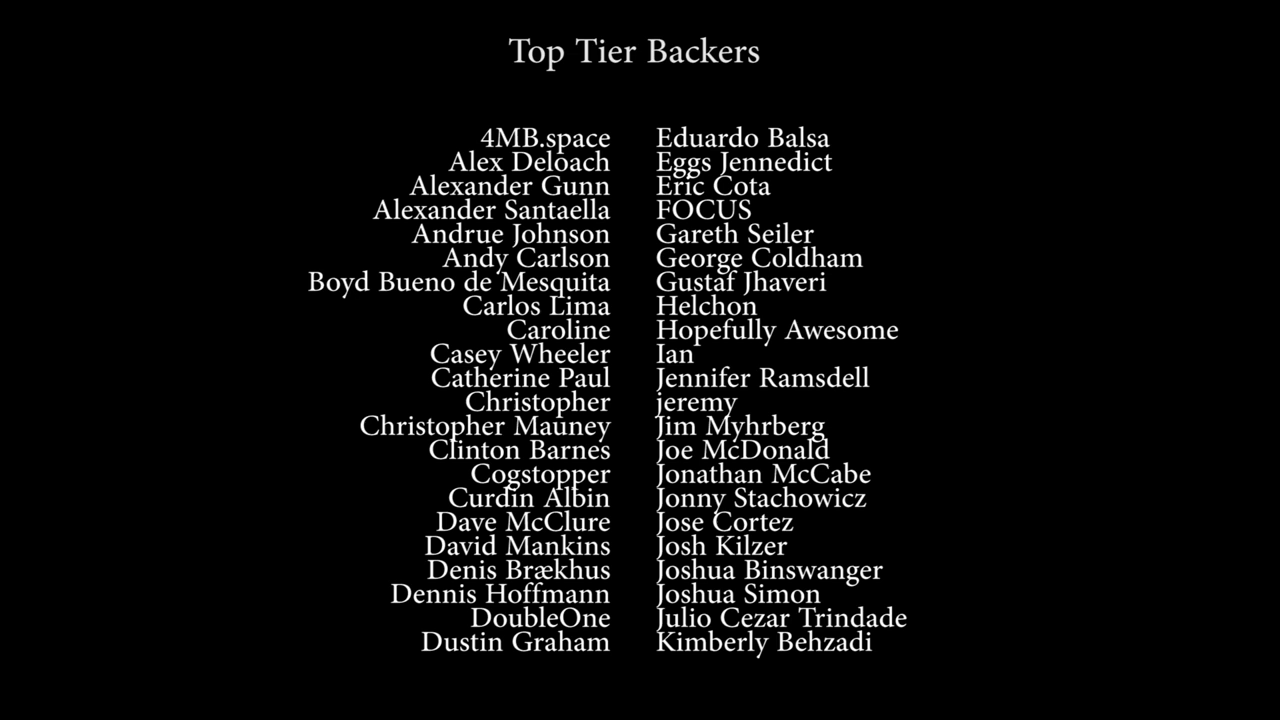 Top Tier Backers
4MB.space
Alex Deloach
Alexander Gunn
Alexander Santaella
Andrue Johnson
Andy Carlson
Boyd Bueno de Mesquita
Carlos Lima
Caroline
Casey Wheeler
Catherine Paul
Christopher
Christopher Mauney
Clinton Barnes
Cogstopper
Curdin Albin
Dave McClure
David Mankins
Denis Brækhus
Dennis Hoffmann
DoubleOne
Dustin Graham
Eduardo Balsa
Eggs Jennedict
Eric Cota
FOCUS
Gareth Seiler
George Coldham
Gustaf Jhaveri
Helchon
Hopefully Awesome
Ian
Jennifer Ramsdell
jeremy
Jim Myhrberg
Joe McDonald
Jonathan McCabe
Jonny Stachowicz
Jose Cortez
Josh Kilzer
Joshua Binswanger
Joshua Simon
Julio Cezar Trindade
Kimberly Behzadi